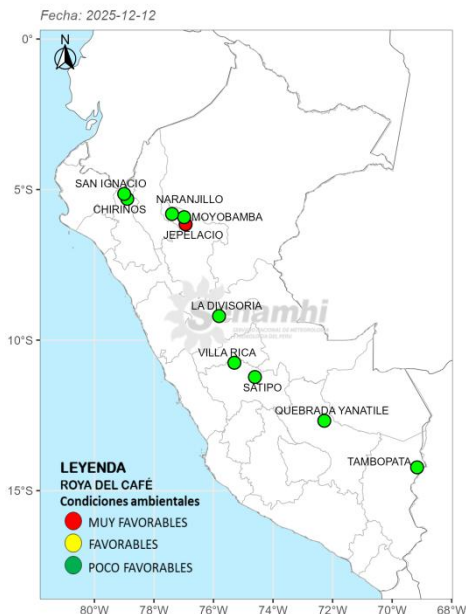 Fecha: 2025-12-12
N
0°
SAN IGNACIO
CHIRINOS
NARANJILLO
MOYOBAMBA
JEPELACIO
5°S
LA DIVISORIA
Senamhi
10°S
VILLA RICA
SATIPO
QUEBRADA YANATILE
TAMBOPATA
15°S
LEYENDA
ROYA DEL CAFÉ
Condiciones ambientales
MUY FAVORABLES
FAVORABLES
POCO FAVORABLES
80°W 78°W 76°W 74°W 72°W 70°W 68°W